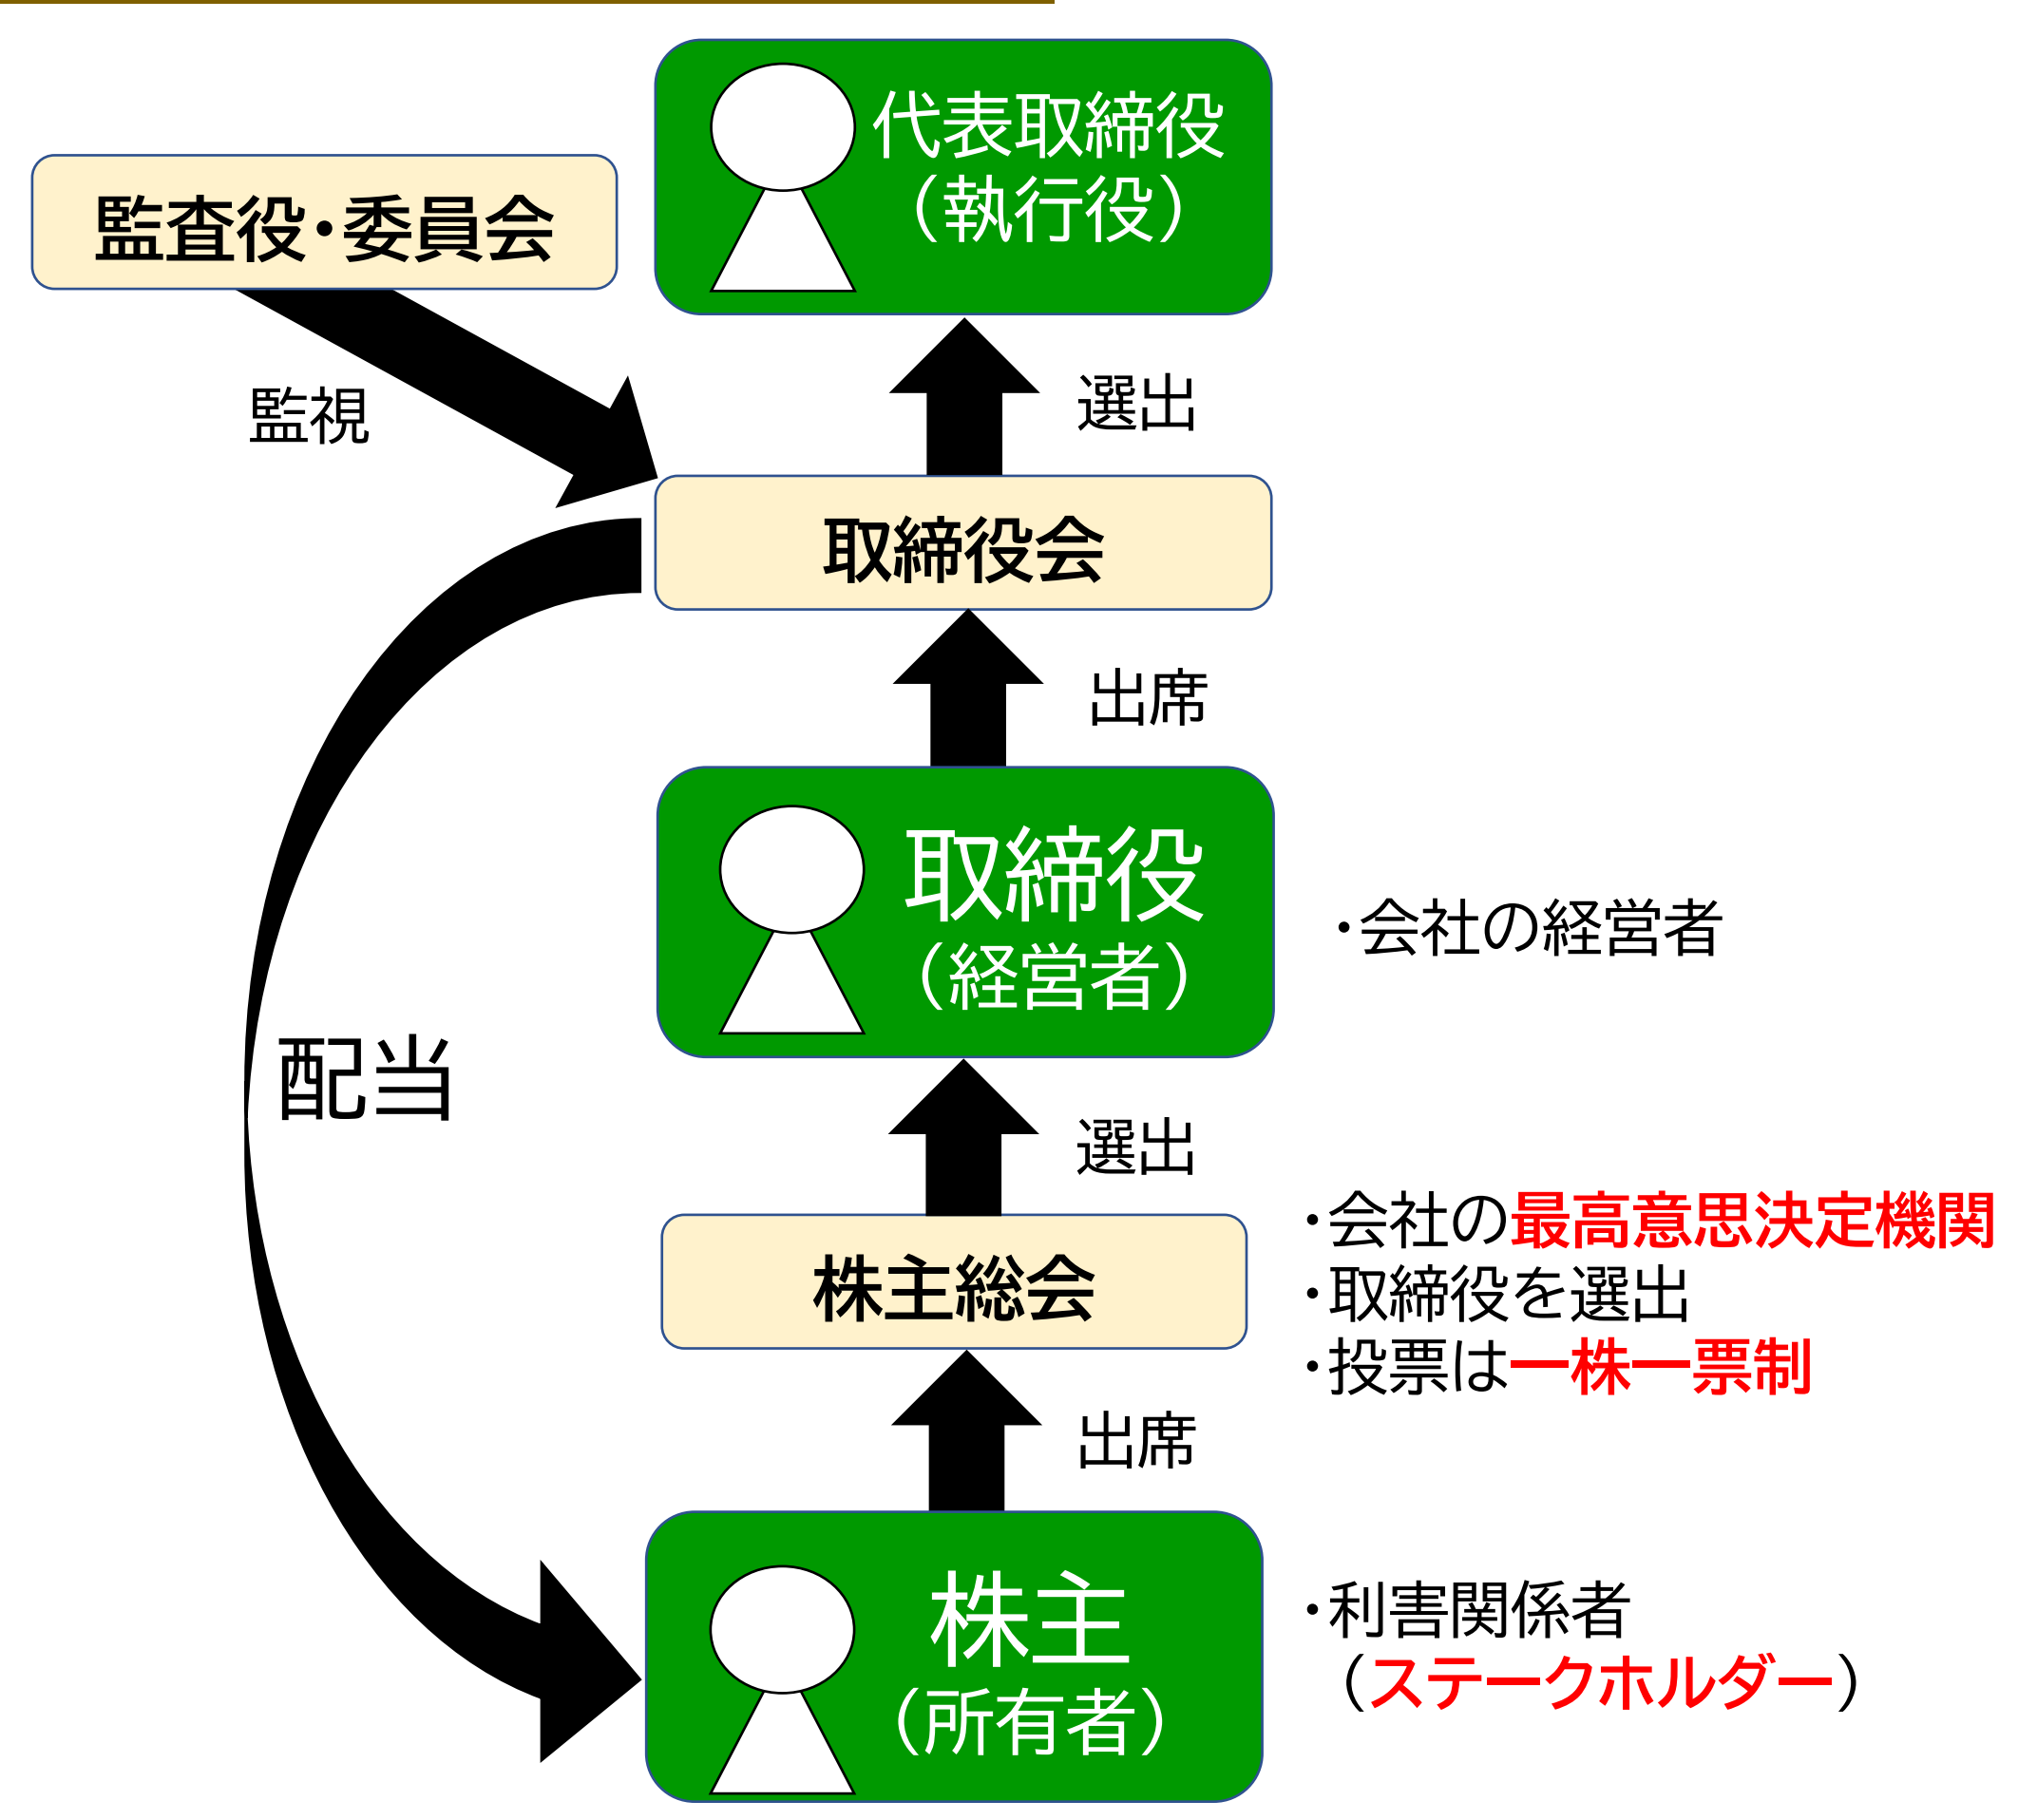 代表取締役
（執行役）
監査役・委員会
監視
選出
取締役会
出席
取締役
（経営者）
・会社の経営者
配当
選出
株主総会
・会社の最高意思決定機関
・取締役を選出
・投票は一株一票制
出席
株主
（所有者）
・利害関係者
（ステークホルダー）